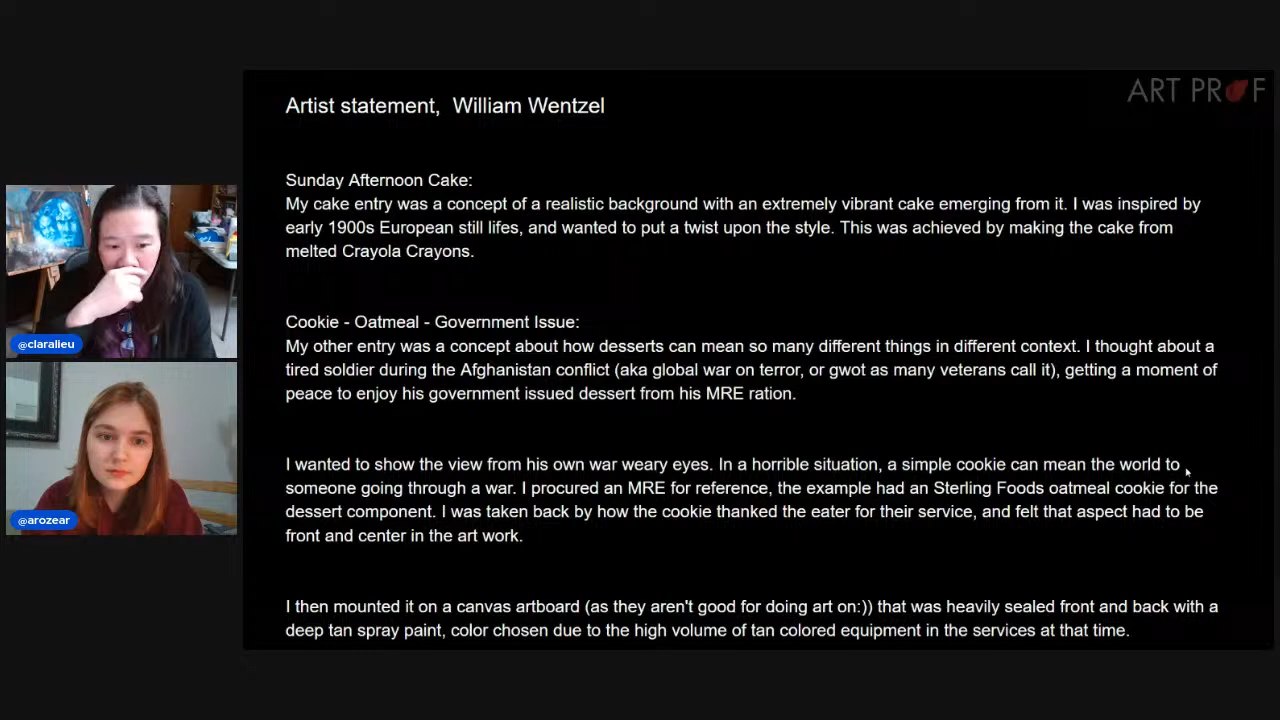 ART PROF
Artist statement, William Wentzel
Sunday Afternoon Cake:
My cake entry was a concept of a realistic background with an extremely vibrant cake emerging from it. I was inspired by
early 1900s European still lifes, and wanted to put a twist upon the style. This was achieved by making the cake from
melted Crayola Crayons.
Cookie - Oatmeal - Government Issue:
My other entry was a concept about how desserts can mean so many different things in different context. I thought about a
tired soldier during the Afghanistan conflict (aka global war on terror, or gwot as many veterans call it), getting a moment of
peace to enjoy his government issued dessert from his MRE ration.
I wanted to show the view from his own war weary eyes. In a horrible situation, a simple cookie can mean the world to
someone going through a war. I procured an MRE for reference, the example had an Sterling Foods oatmeal cookie for the
dessert component. I was taken back by how the cookie thanked the eater for their service, and felt that aspect had to be
front and center in the art work.
I then mounted it on a canvas artboard (as they aren't good for doing art on:)) that was heavily sealed front and back with a
deep tan spray paint, color chosen due to the high volume of tan colored equipment in the services at that time.
@claralieu
@arozear